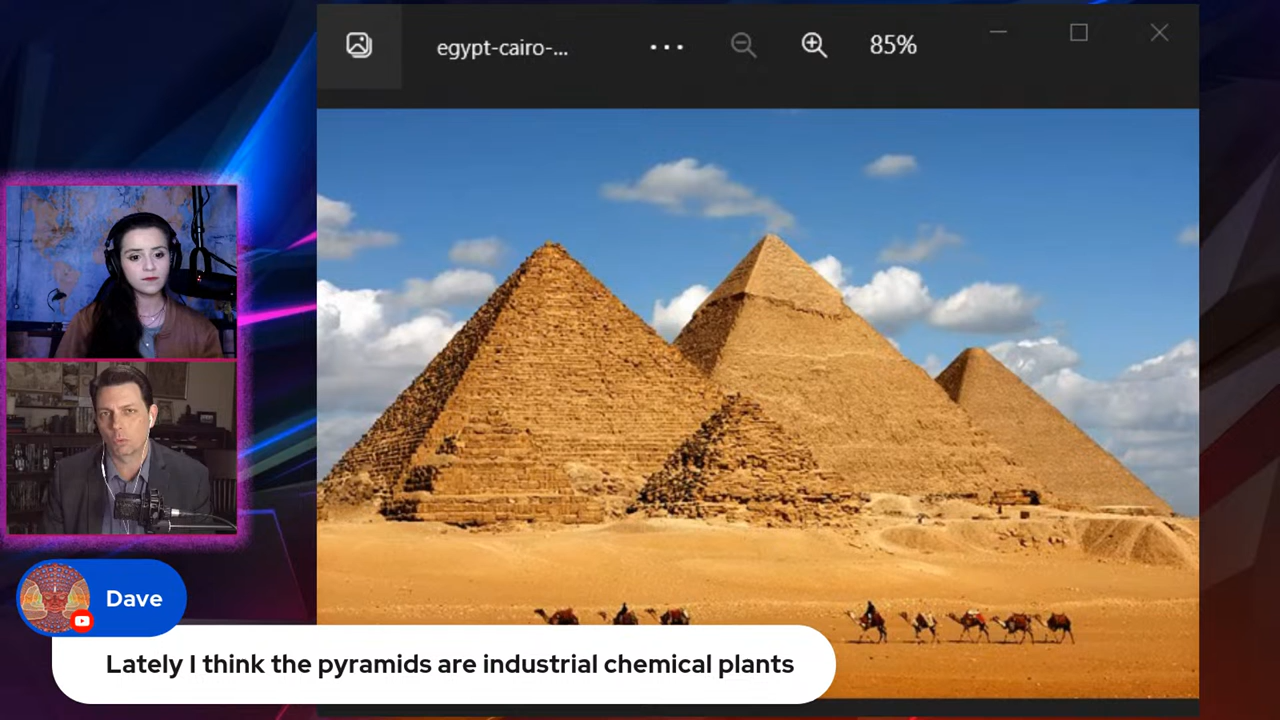 egypt-cairo-...
85%
Dave
Lately I think the pyramids are industrial chemical plants